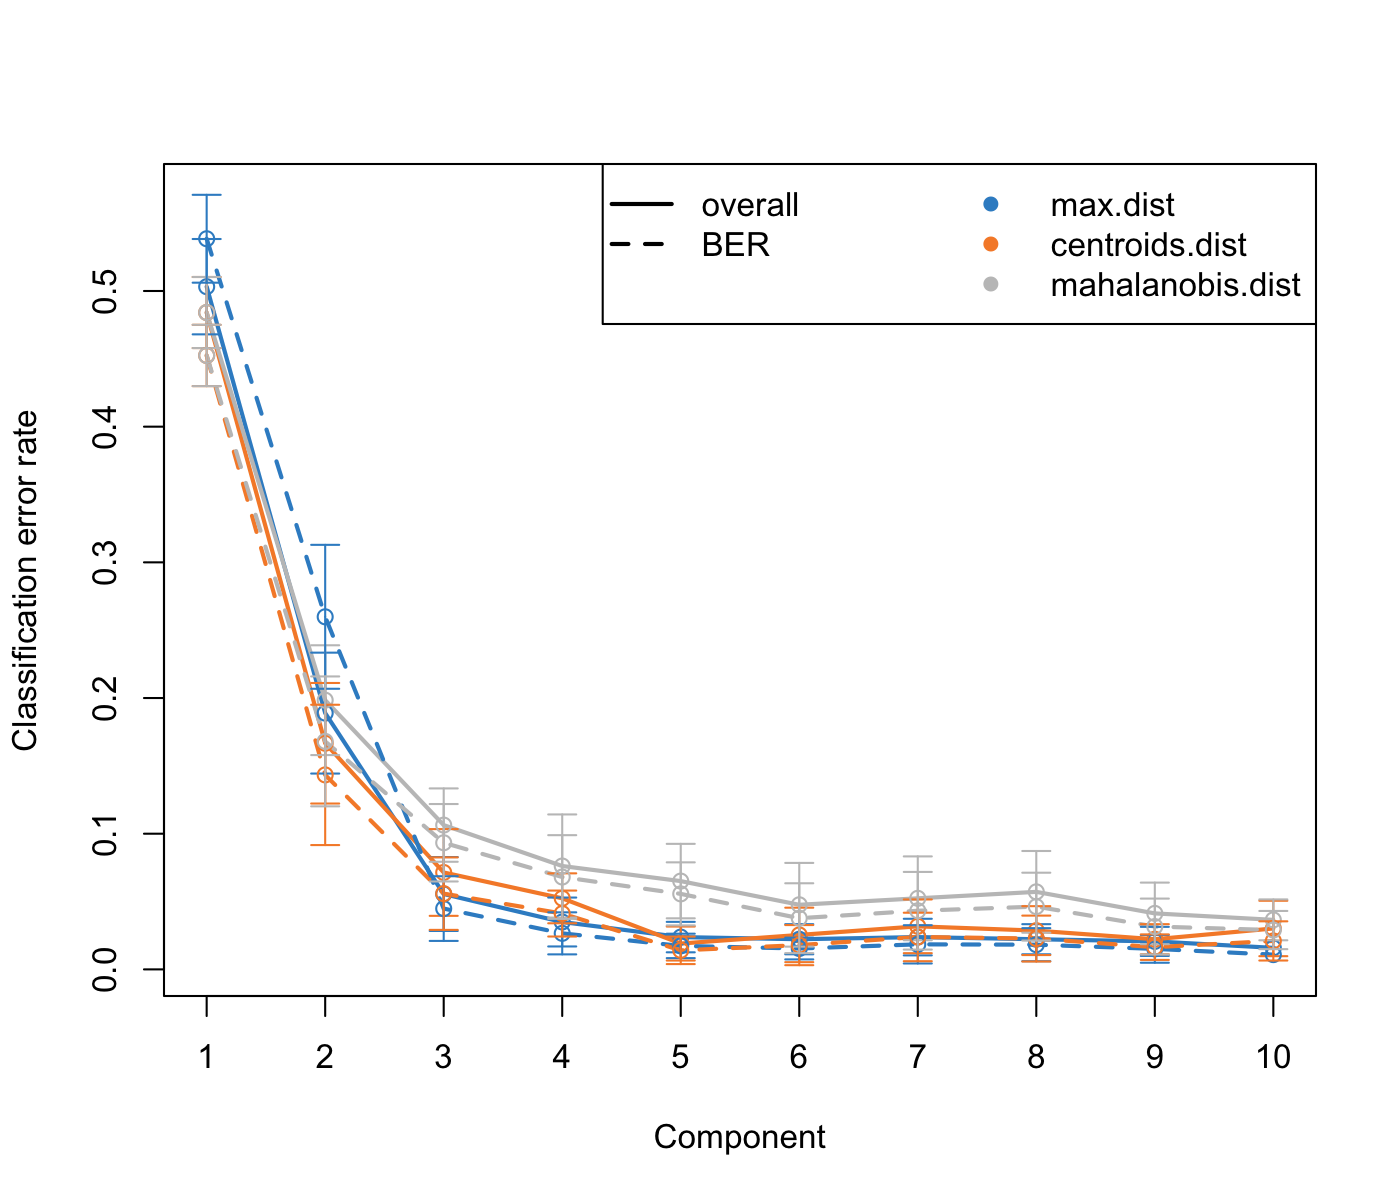 overall
BER
max.dist
centroids.dist
mahalanobis.dist
Classification error rate
0.5
0.4
0.3
0.2
0.1
0.0
1 2 3 4 5 6 7 8 9 10
Component